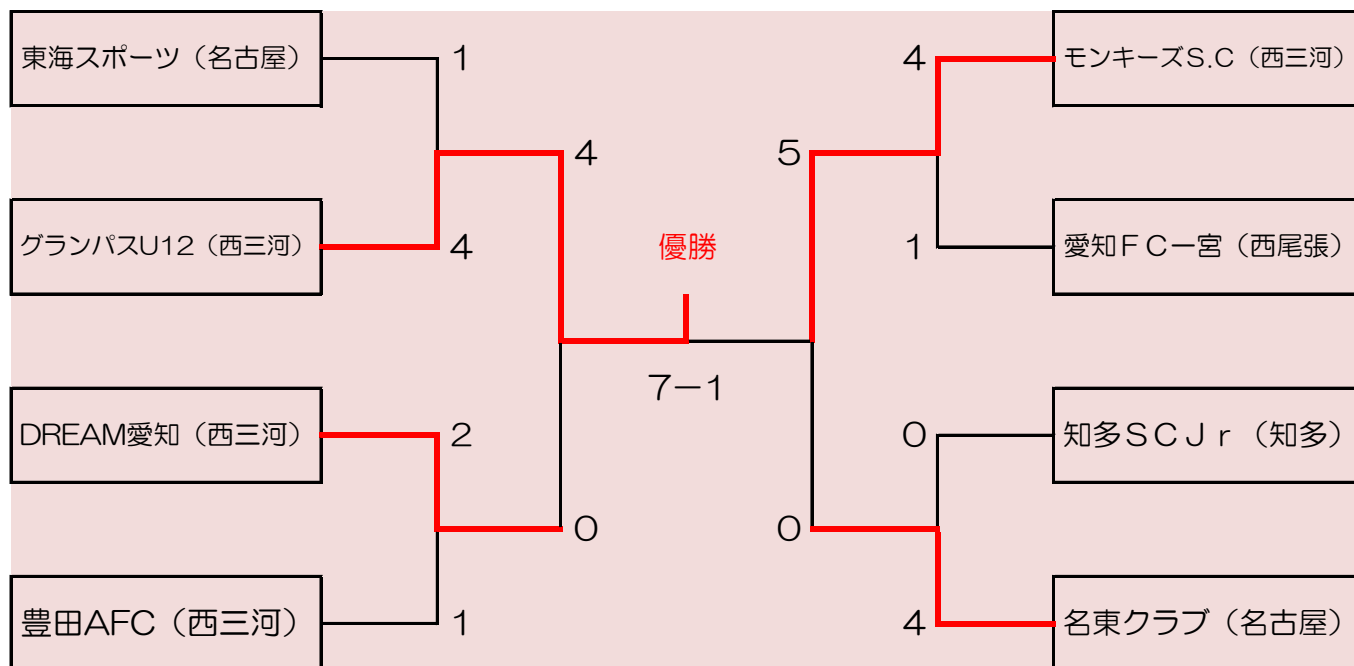 東海スポーツ（名古屋）
1
4
モンキーズS.C（西三河）
4
5
グランパスU12（西三河）
4
優勝
1
愛知ＦＣ一宮（西尾張）
7－1
DREAM愛知（西三河）
2
0
知多ＳＣＪｒ（知多）
0
0
豊田AFC（西三河）
1
4
名東クラブ（名古屋）